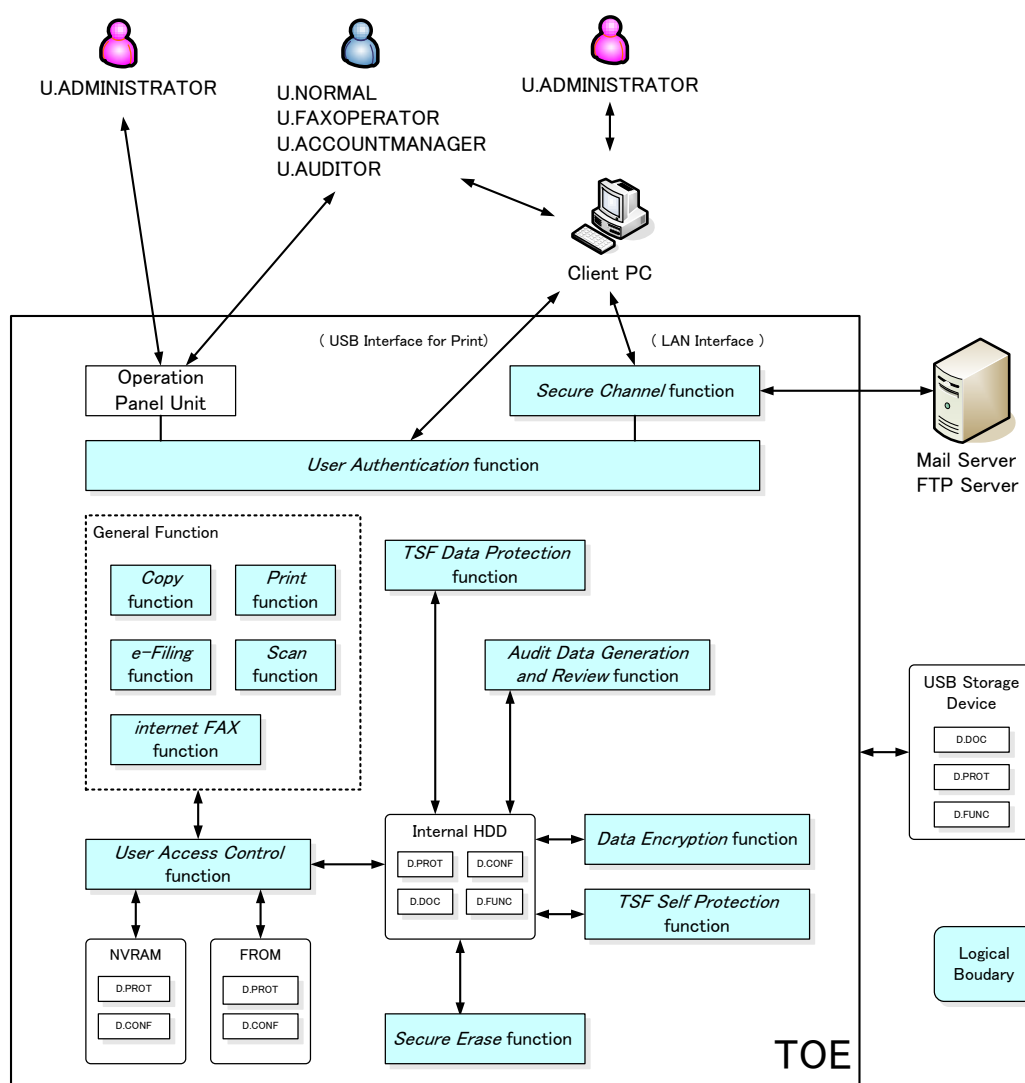 U.ADMINISTRATOR
U.NORMAL
U.FAXOPERATOR
U.ACCOUNTMANAGER
U.AUDITOR
U.ADMINISTRATOR
Client PC
( USB Interface for Print)
( LAN Interface )
Operation
Panel Unit
Secure Channel function
User Authentication function
Mail Server
FTP Server
General Function
Copy
function
Print
function
e-Filing
function
Scan
function
internet FAX
function
TSF Data Protection
function
Audit Data Generation
and Review function
USB Storage
Device
D.DOC
D.PROT
D.FUNC
User Access Control
function
Internal HDD
D.PROT
D.CONF
D.DOC
D.FUNC
Data Encryption function
TSF Self Protection
function
NVRAM
D.PROT
D.CONF
FROM
D.PROT
D.CONF
Secure Erase function
Logical
Boudary
TOE